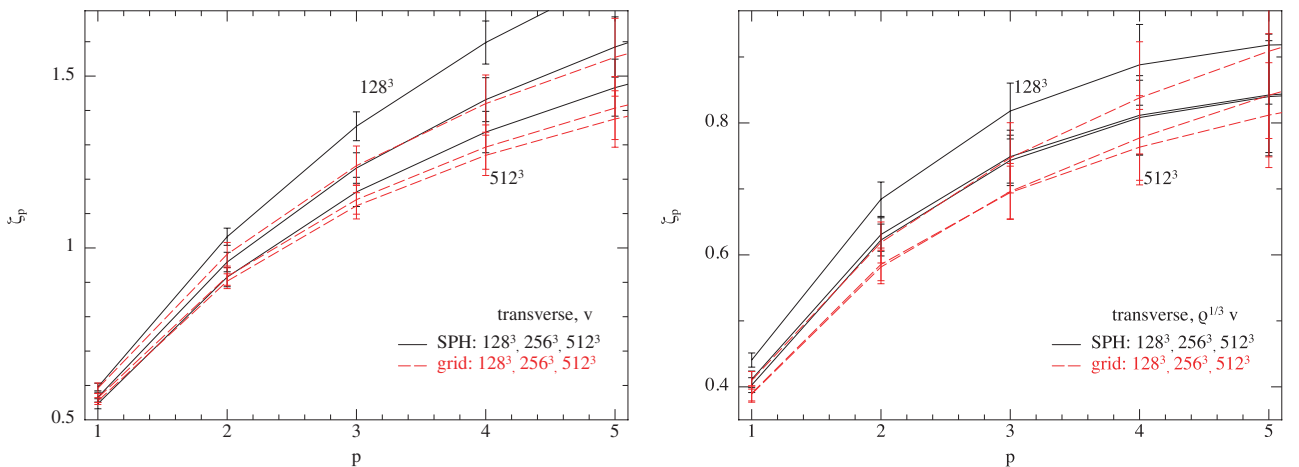 1.5
1
0.5
ζp
128³
512³
transverse, v
SPH: 128³, 256³, 512³
grid: 128³, 256³, 512³
1 2 3 4 5
p
0.8
0.6
0.4
ζp
128³
512³
transverse, ϱ^1/3 v
SPH: 128³, 256³, 512³
grid: 128³, 256³, 512³
1 2 3 4 5
p